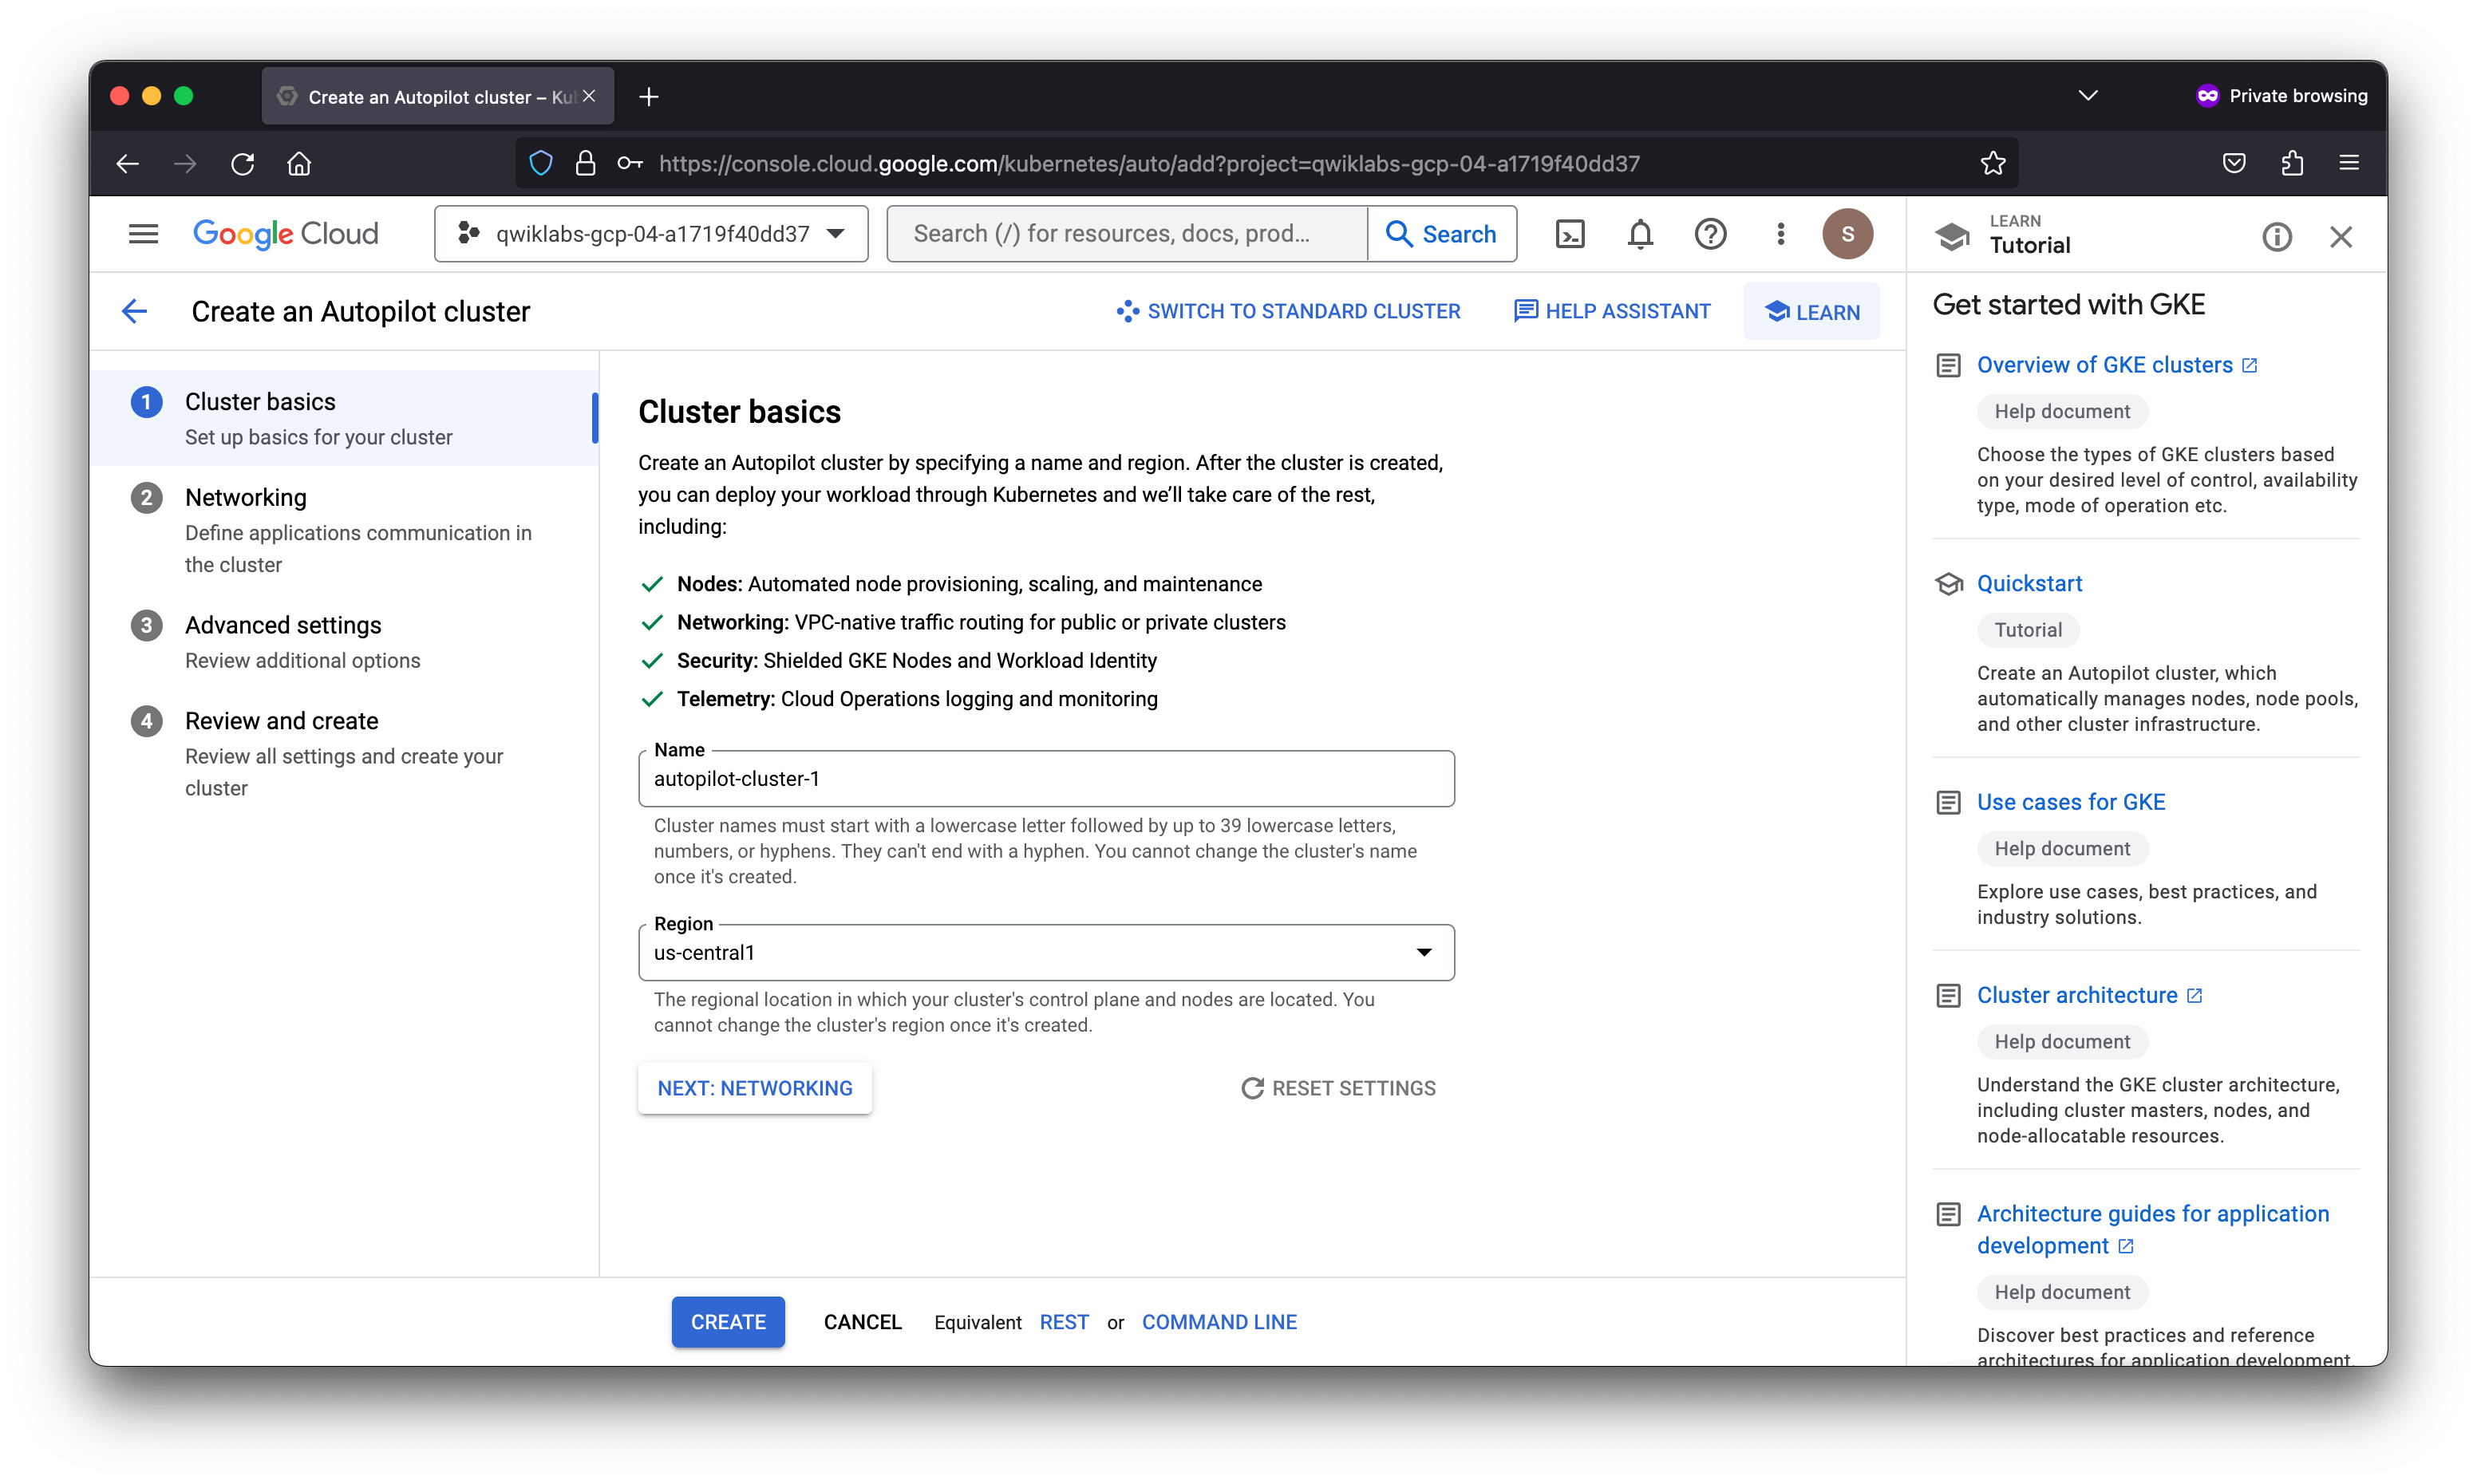 Create an Autopilot cluster – Ku
Private browsing
https://console.cloud.google.com/kubernetes/auto/add?project=qwiklabs-gcp-04-a1719f40dd37
Google Cloud
qwiklabs-gcp-04-a1719f40dd37
Search (/) for resources, docs, prod...
Search
S
LEARN
Tutorial
Create an Autopilot cluster
SWITCH TO STANDARD CLUSTER
HELP ASSISTANT
LEARN
1
Cluster basics
Set up basics for your cluster
2
Networking
Define applications communication in
the cluster
3
Advanced settings
Review additional options
4
Review and create
Review all settings and create your
cluster
Cluster basics
Create an Autopilot cluster by specifying a name and region. After the cluster is created,
you can deploy your workload through Kubernetes and we’ll take care of the rest,
including:
Nodes: Automated node provisioning, scaling, and maintenance
Networking: VPC-native traffic routing for public or private clusters
Security: Shielded GKE Nodes and Workload Identity
Telemetry: Cloud Operations logging and monitoring
Name
autopilot-cluster-1
Cluster names must start with a lowercase letter followed by up to 39 lowercase letters,
numbers, or hyphens. They can't end with a hyphen. You cannot change the cluster's name
once it's created.
Region
us-central1
The regional location in which your cluster's control plane and nodes are located. You
cannot change the cluster's region once it's created.
NEXT: NETWORKING
RESET SETTINGS
CREATE
CANCEL
Equivalent REST or COMMAND LINE
Get started with GKE
Overview of GKE clusters
Help document
Choose the types of GKE clusters based
on your desired level of control, availability
type, mode of operation etc.
Quickstart
Tutorial
Create an Autopilot cluster, which
automatically manages nodes, node pools,
and other cluster infrastructure.
Use cases for GKE
Help document
Explore use cases, best practices, and
industry solutions.
Cluster architecture
Help document
Understand the GKE cluster architecture,
including cluster masters, nodes, and
node-allocatable resources.
Architecture guides for application
development
Help document
Discover best practices and reference
architectures for application development.